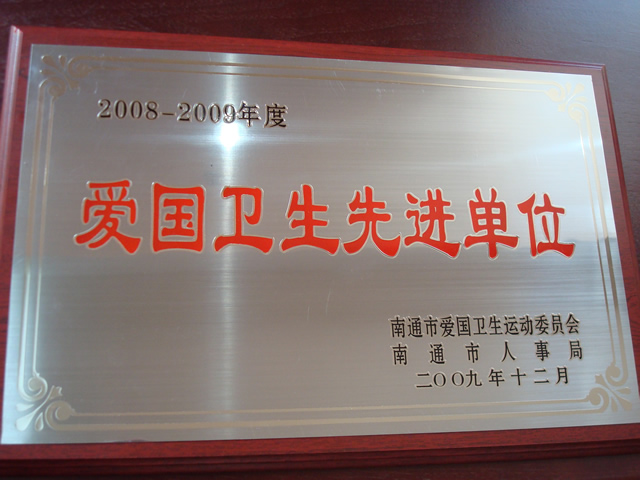 2008-2009年度
爱国卫生先进单位
南通市爱国卫生运动委员会
南通市人事局
二〇〇九年十二月